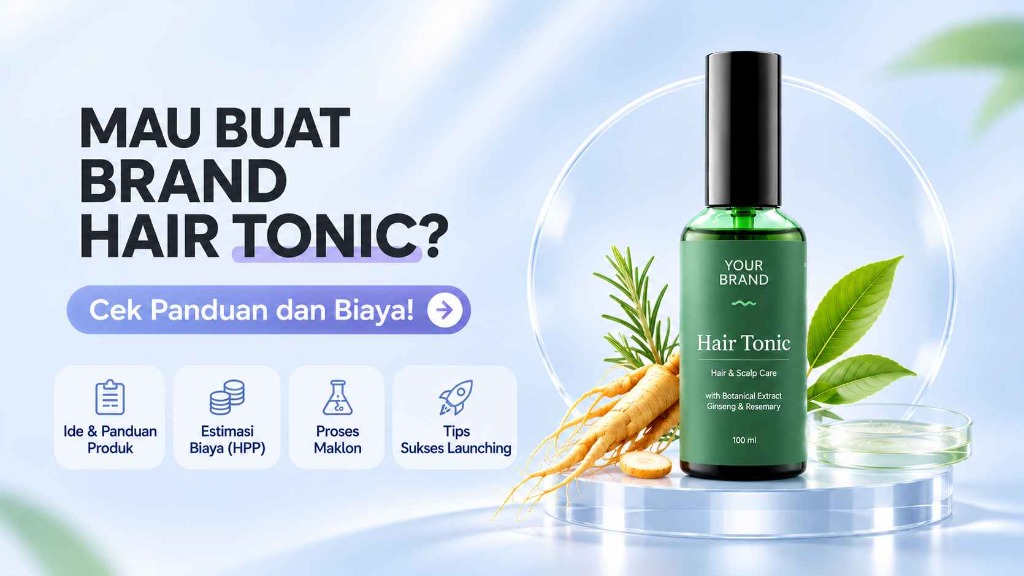 MAU BUAT
BRAND
HAIR TONIC?
Cek Panduan dan Biaya!
Ide & Panduan
Produk
Estimasi
Biaya (HPP)
Proses
Maklon
Tips
Sukses Launching
YOUR
BRAND
Hair Tonic
Hair & Scalp Care
with Botanical Extract
Ginseng & Rosemary
100 ml